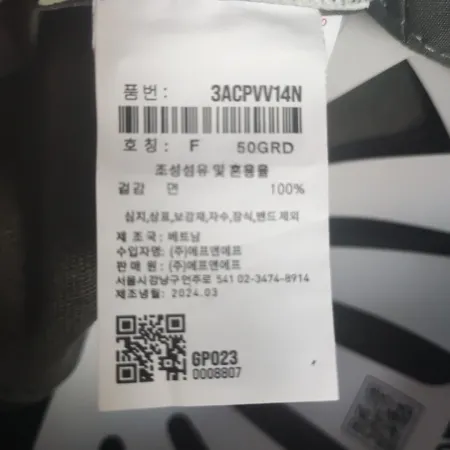 품 번 : 3ACPVV14N
호 칭 : F 50GRD
조성섬유 및 혼용율
겉감 면 100%
심지,상표,보강재,자수,장식,밴드 제외
제 조 국: 베트남
수입자명: (주)에프앤에프
판 매 원 : (주)에프앤에프
서울시강남구 언주로 541 02-3474-8914
제조년월: 2024.03
GP023
0008807